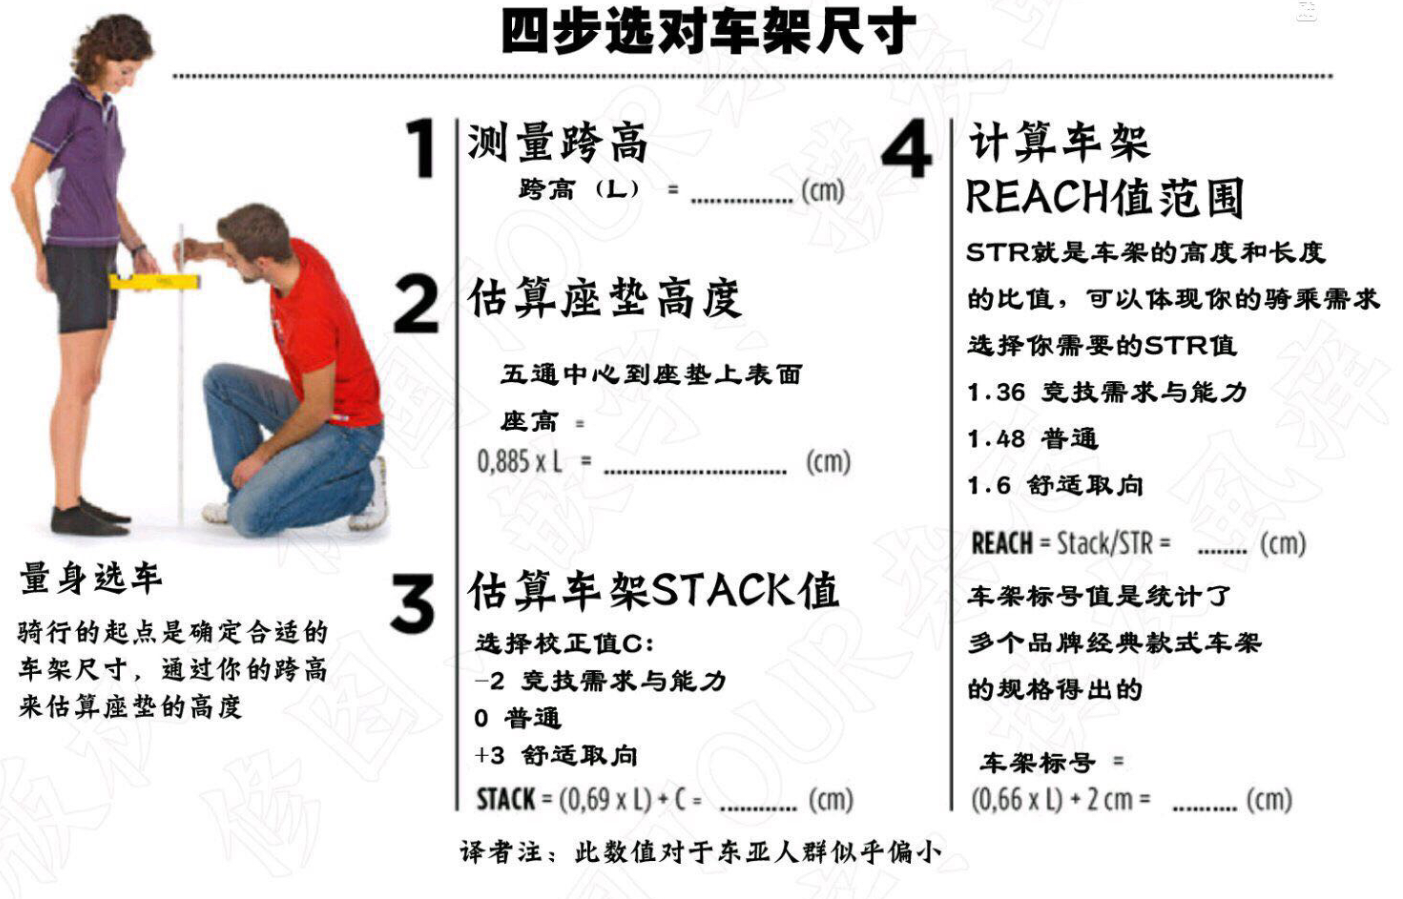 四步选对车架尺寸
量身选车
骑行的起点是确定合适的
车架尺寸，通过你的跨高
来估算座垫的高度
1 测量跨高
跨高（L） = ................ (cm)
2 估算座垫高度
五通中心到座垫上表面
座高 =
0,885 x L = ............................. (cm)
3 估算车架STACK值
选择校正值C:
-2 竞技需求与能力
0 普通
+3 舒适取向
STACK = (0,69 x L) + C = ............ (cm)
译者注：此数值对于东亚人群似乎偏小
4 计算车架
REACH值范围
STR就是车架的高度和长度
的比值，可以体现你的骑乘需求
选择你需要的STR值
1.36 竞技需求与能力
1.48 普通
1.6 舒适取向
REACH = Stack/STR = ........ (cm)
车架标号值是统计了
多个品牌经典款式车架
的规格得出的
车架标号 =
(0,66 x L) + 2 cm = .......... (cm)